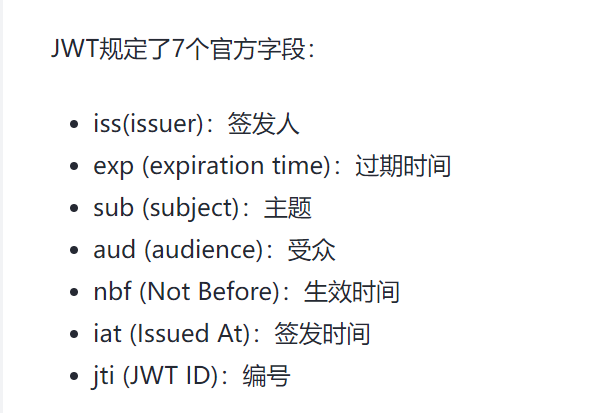 JWT规定了7个官方字段：
iss(issuer)：签发人
exp (expiration time)：过期时间
sub (subject)：主题
aud (audience)：受众
nbf (Not Before)：生效时间
iat (Issued At)：签发时间
jti (JWT ID)：编号